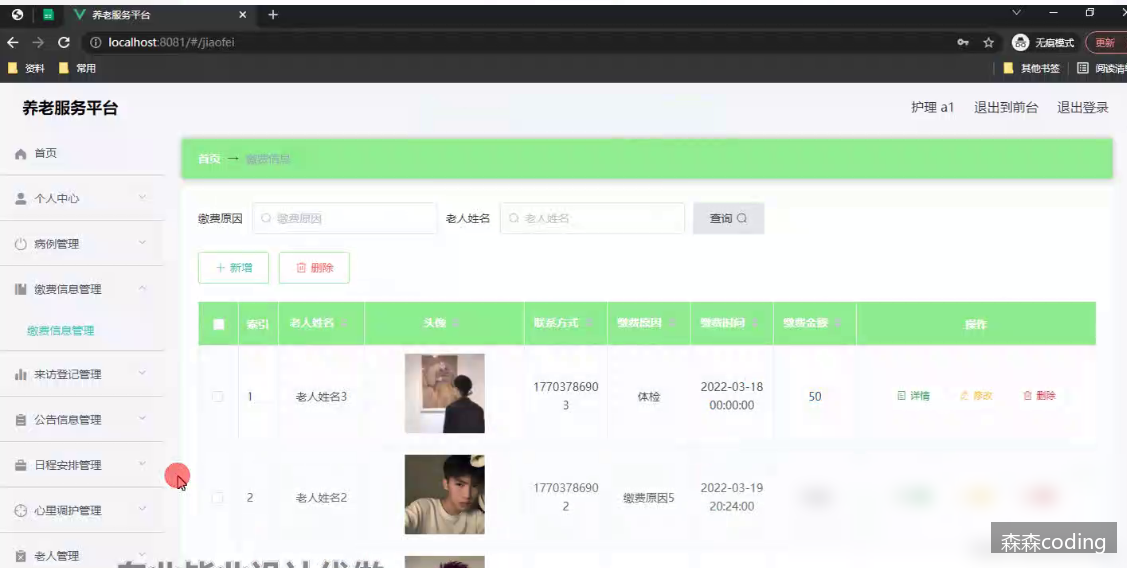 养老服务平台
localhost:8081/#/jiaofei
无痕模式
更新
资料
常用
其他书签
养老服务平台
护理 a1
退出到前台
退出登录
首页
个人中心
病例管理
缴费信息管理
缴费信息管理
来访登记管理
公告信息管理
日程安排管理
心里调护管理
老人管理
首页 → 缴费信息
缴费原因
缴费原因
老人姓名
老人姓名
查询
新增
删除
索引
老人姓名
头像
联系方式
缴费原因
缴费时间
缴费金额
操作
1
老人姓名3
1770378690
3
体检
2022-03-18
00:00:00
50
详情
修改
删除
2
老人姓名2
1770378690
2
缴费原因5
2022-03-19
20:24:00
森森coding